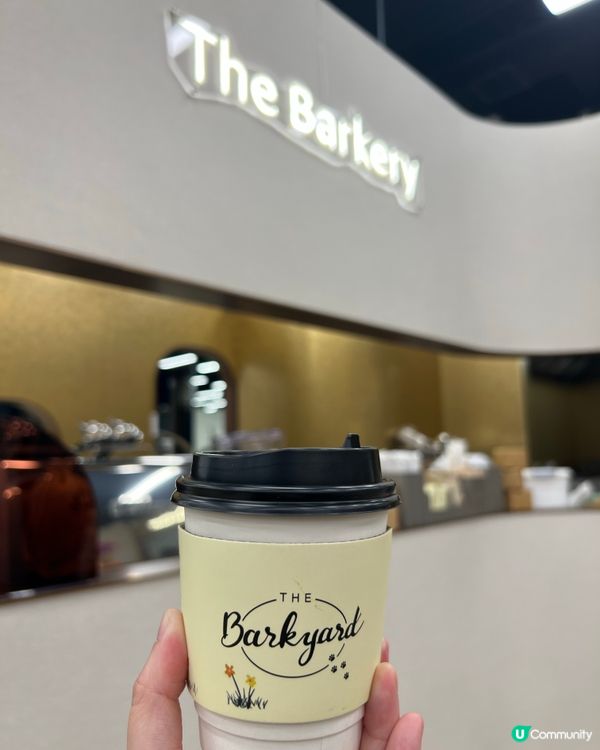 The Barkery
THE
Barkyard
U Community